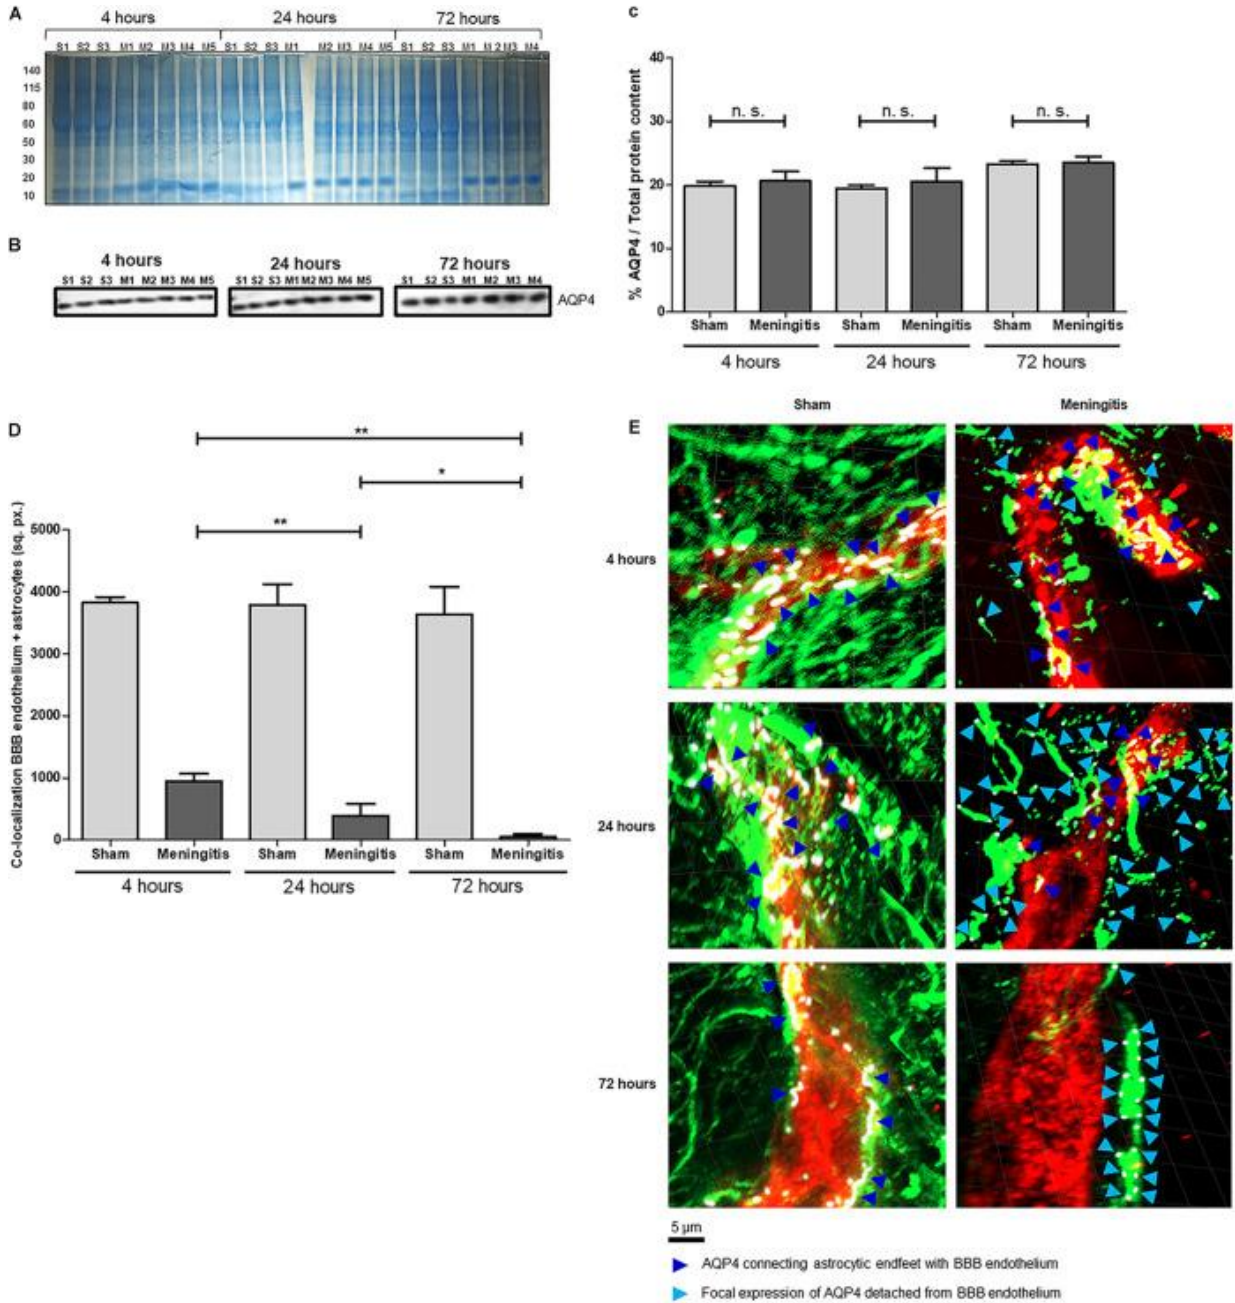 A
4 hours
24 hours
72 hours
S1 S2 S3 M1 M2 M3 M4 M5 S1 S2 S3 M1 M2 M3 M4 M5 S1 S2 S3 M1 M2 M3 M4
140
115
80
60
50
30
20
10
B
4 hours
24 hours
72 hours
S1 S2 S3 M1 M2 M3 M4 M5
S1 S2 S3 M1 M2 M3 M4 M5
S1 S2 S3 M1 M2 M3 M4
AQP4
c
% AQP4 / Total protein content
40
30
20
10
0
n. s.
n. s.
n. s.
Sham Meningitis Sham Meningitis Sham Meningitis
4 hours
24 hours
72 hours
D
**
*
**
Co-localization BBB endothelium + astrocytes (sq. px.)
5000
4000
3000
2000
1000
0
Sham Meningitis Sham Meningitis Sham Meningitis
4 hours
24 hours
72 hours
E
Sham
Meningitis
4 hours
24 hours
72 hours
5 µm
AQP4 connecting astrocytic endfeet with BBB endothelium
Focal expression of AQP4 detached from BBB endothelium